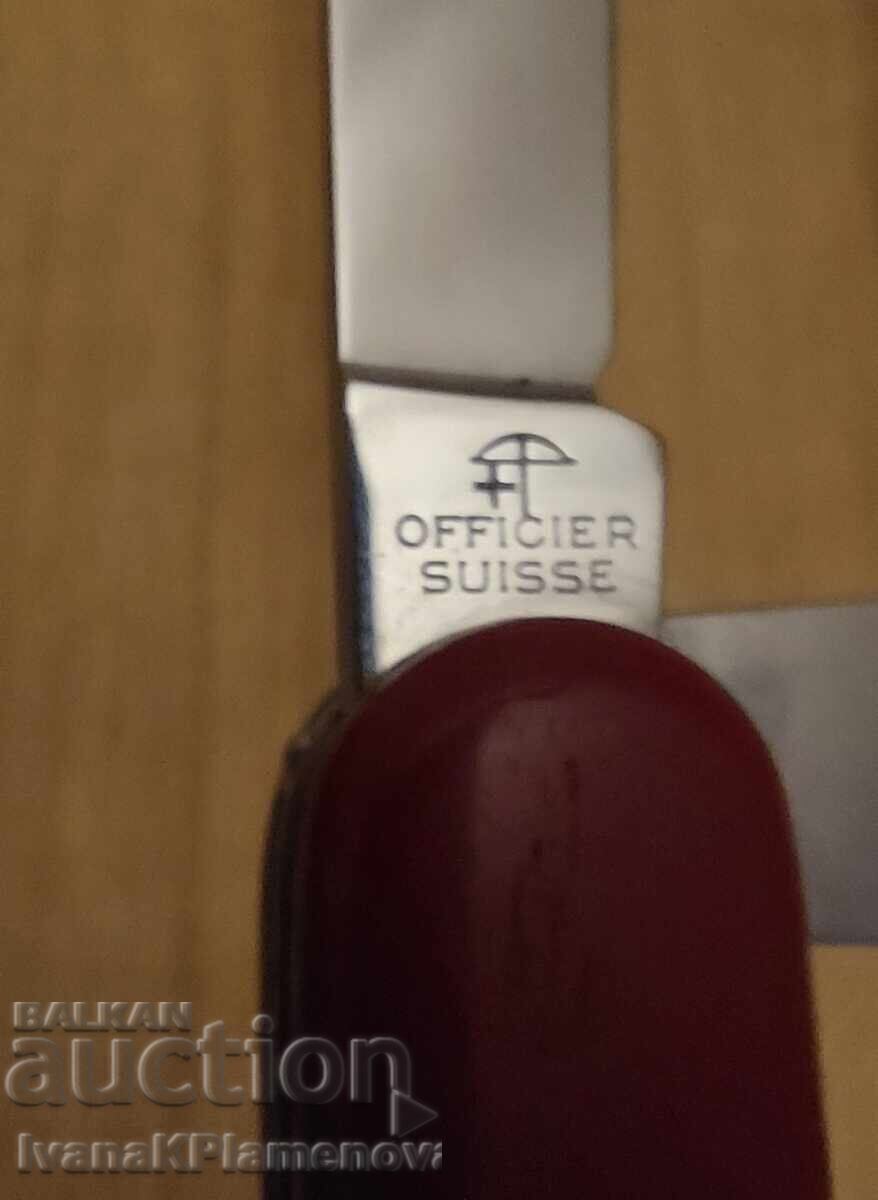 OFFICIER
SUISSE
BALKAN
auction
IvanaKPlamenova